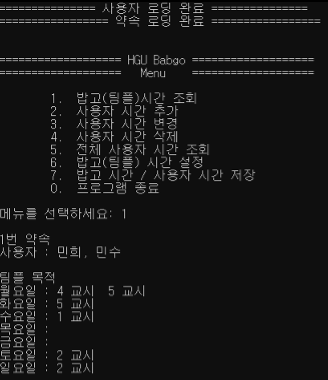 =============== 사용자 로딩 완료 ===============
================= 약속 로딩 완료 =================
=================== HGU Babgo ===================
===================   Menu   ===================
1. 밥고(팀플)시간 조회
2. 사용자 시간 추가
3. 사용자 시간 변경
4. 사용자 시간 삭제
5. 전체 사용자 시간 조회
6. 밥고(팀플) 시간 설정
7. 밥고 시간 / 사용자 시간 저장
0. 프로그램 종료
메뉴를 선택하세요: 1
1번 약속
사용자 : 민희, 민수
팀플 목적
월요일 : 4 교시  5 교시
화요일 : 5 교시
수요일 : 1 교시
목요일 :
금요일 :
토요일 : 2 교시
일요일 : 2 교시